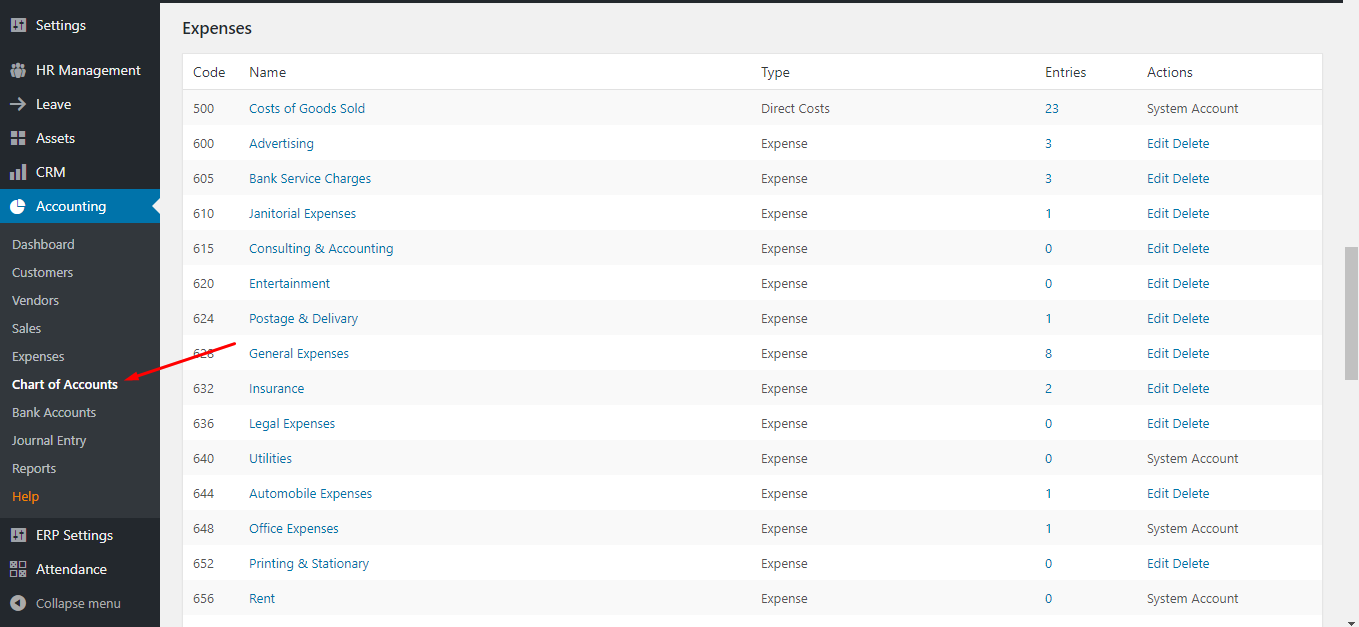 Settings
HR Management
Leave
Assets
CRM
Accounting
Dashboard
Customers
Vendors
Sales
Expenses
Chart of Accounts
Bank Accounts
Journal Entry
Reports
Help
ERP Settings
Attendance
Collapse menu
Expenses
Code Name Type Entries Actions
500 Costs of Goods Sold Direct Costs 23 System Account
600 Advertising Expense 3 Edit Delete
605 Bank Service Charges Expense 3 Edit Delete
610 Janitorial Expenses Expense 1 Edit Delete
615 Consulting & Accounting Expense 0 Edit Delete
620 Entertainment Expense 0 Edit Delete
624 Postage & Delivary Expense 1 Edit Delete
628 General Expenses Expense 8 Edit Delete
632 Insurance Expense 2 Edit Delete
636 Legal Expenses Expense 0 Edit Delete
640 Utilities Expense 0 System Account
644 Automobile Expenses Expense 1 Edit Delete
648 Office Expenses Expense 1 System Account
652 Printing & Stationary Expense 0 Edit Delete
656 Rent Expense 0 System Account